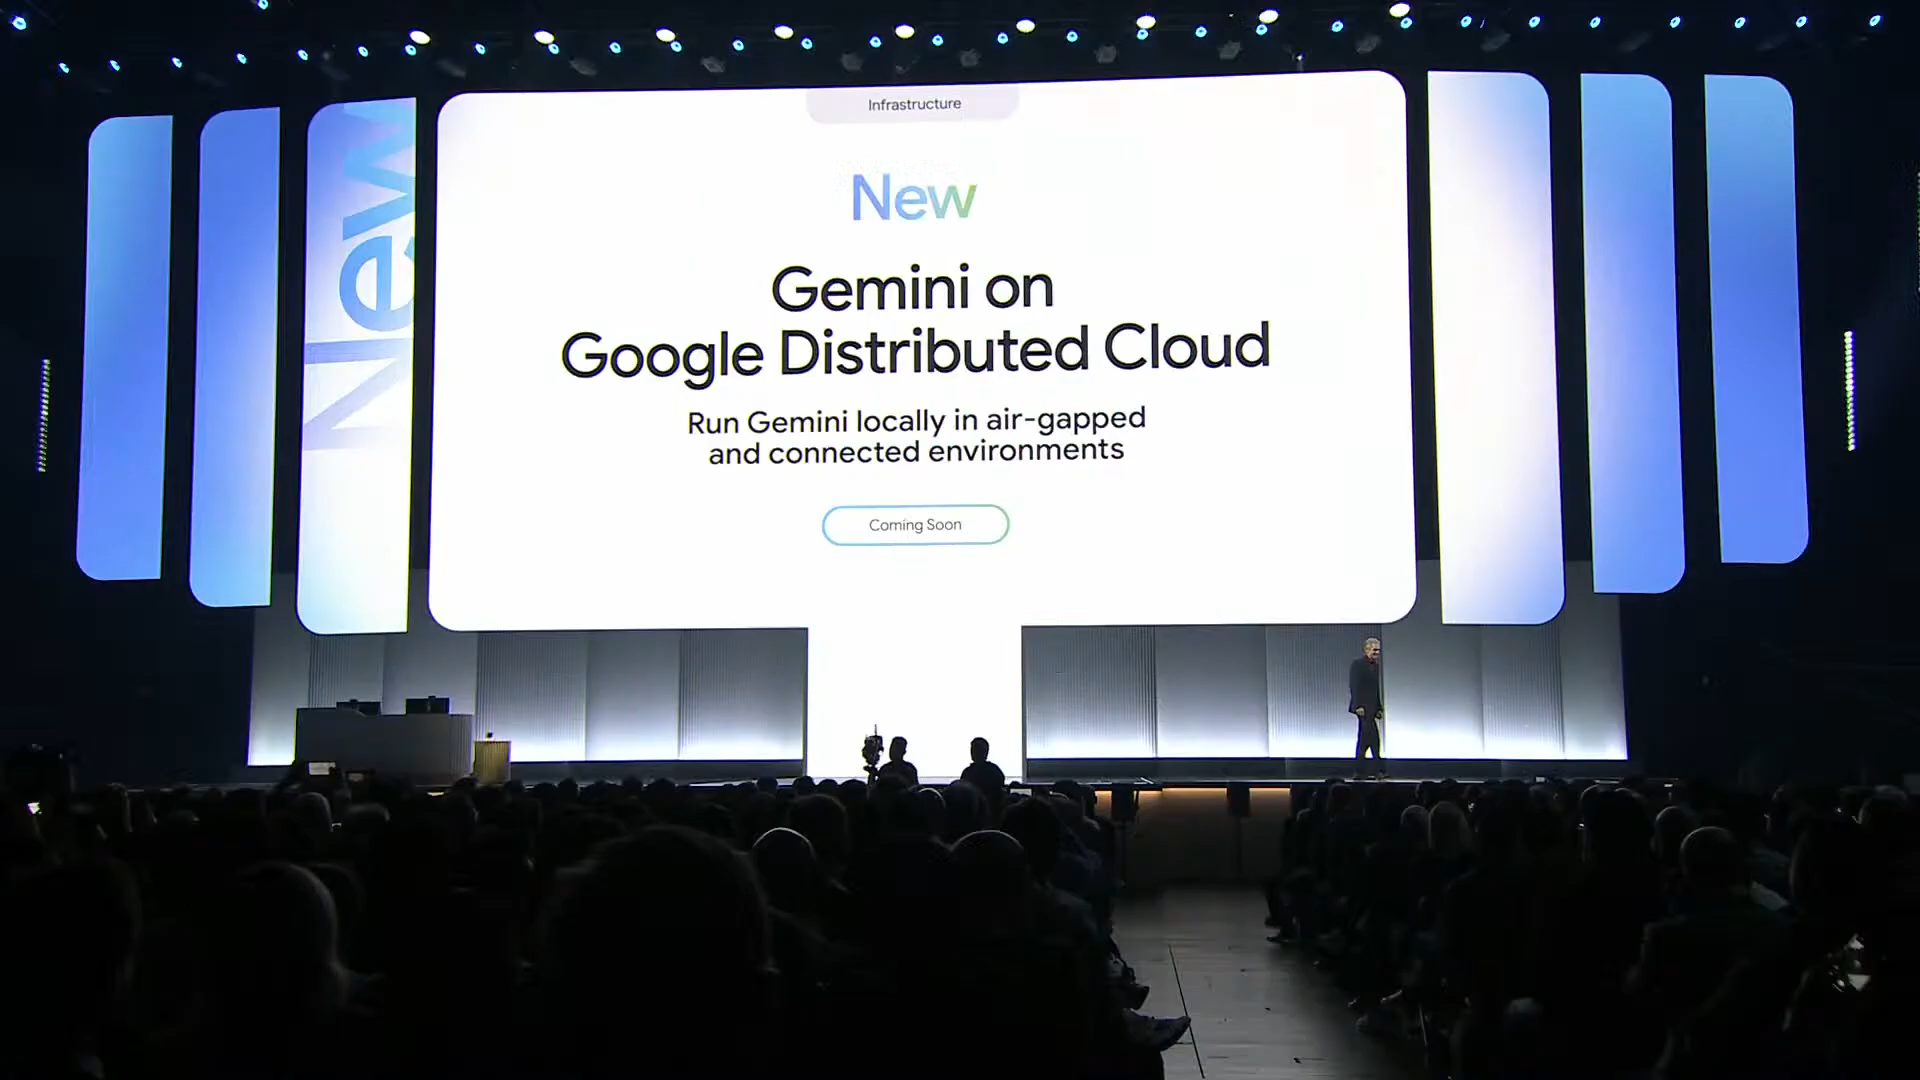 Infrastructure
New
New
Gemini on
Google Distributed Cloud
Run Gemini locally in air-gapped
and connected environments
Coming Soon